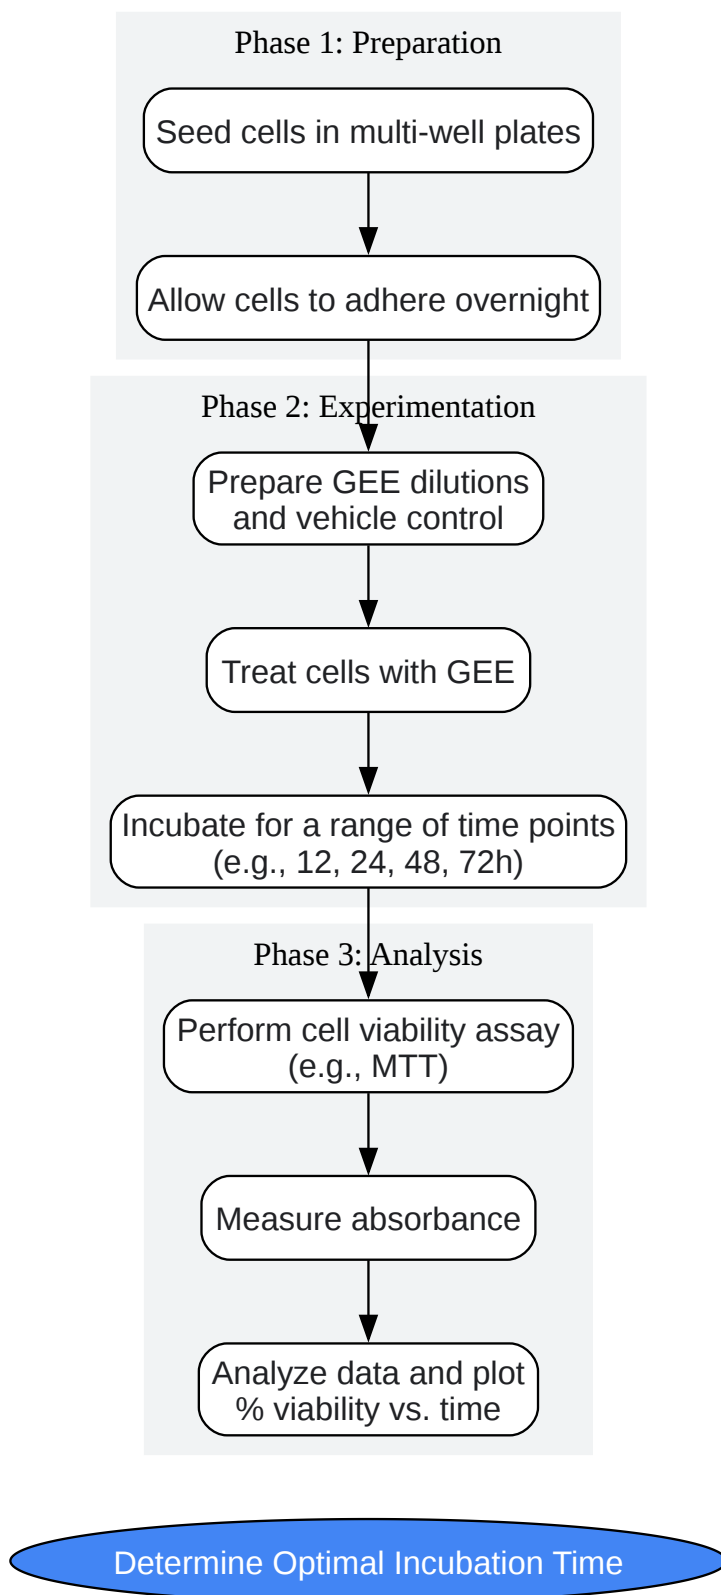 Phase 1: Preparation
Seed cells in multi-well plates
Allow cells to adhere overnight
Phase 2: Experimentation
Prepare GEE dilutions
and vehicle control
Treat cells with GEE
Incubate for a range of time points
(e.g., 12, 24, 48, 72h)
Phase 3: Analysis
Perform cell viability assay
(e.g., MTT)
Measure absorbance
Analyze data and plot
% viability vs. time
Determine Optimal Incubation Time